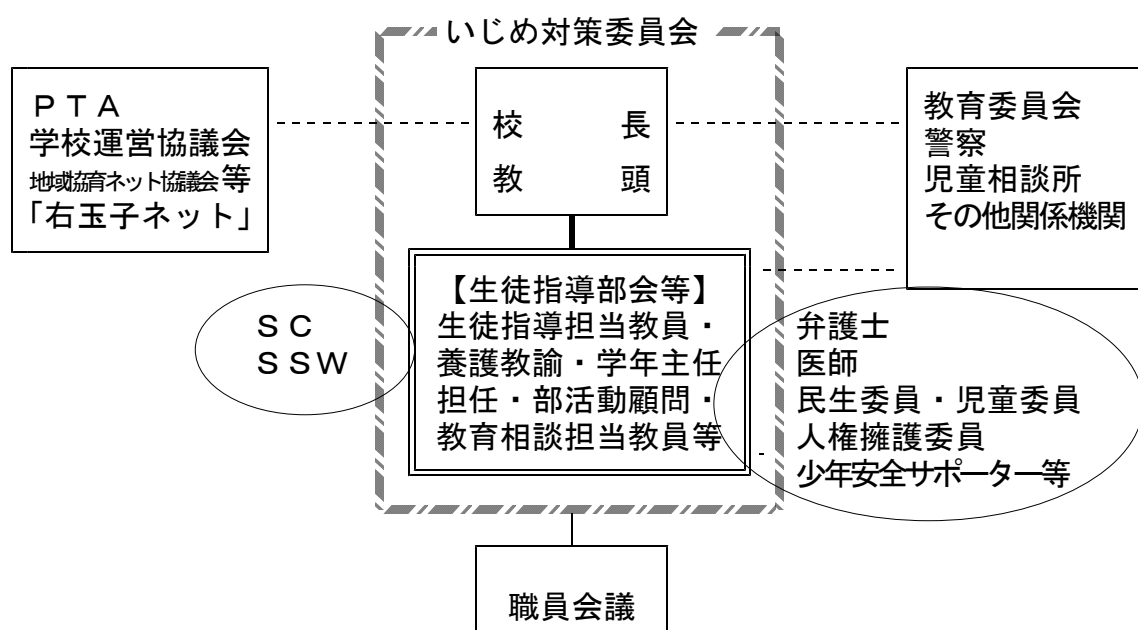 いじめ対策委員会
ＰＴＡ
学校運営協議会
地域協育ネット協議会等
「右玉子ネット」
校　　長
教　　頭
教育委員会
警察
児童相談所
その他関係機関
【生徒指導部会等】
生徒指導担当教員・
養護教諭・学年主任
担任・部活動顧問・
教育相談担当教員等
ＳＣ
ＳＳＷ
弁護士
医師
民生委員・児童委員
人権擁護委員
少年安全サポーター等
職員会議